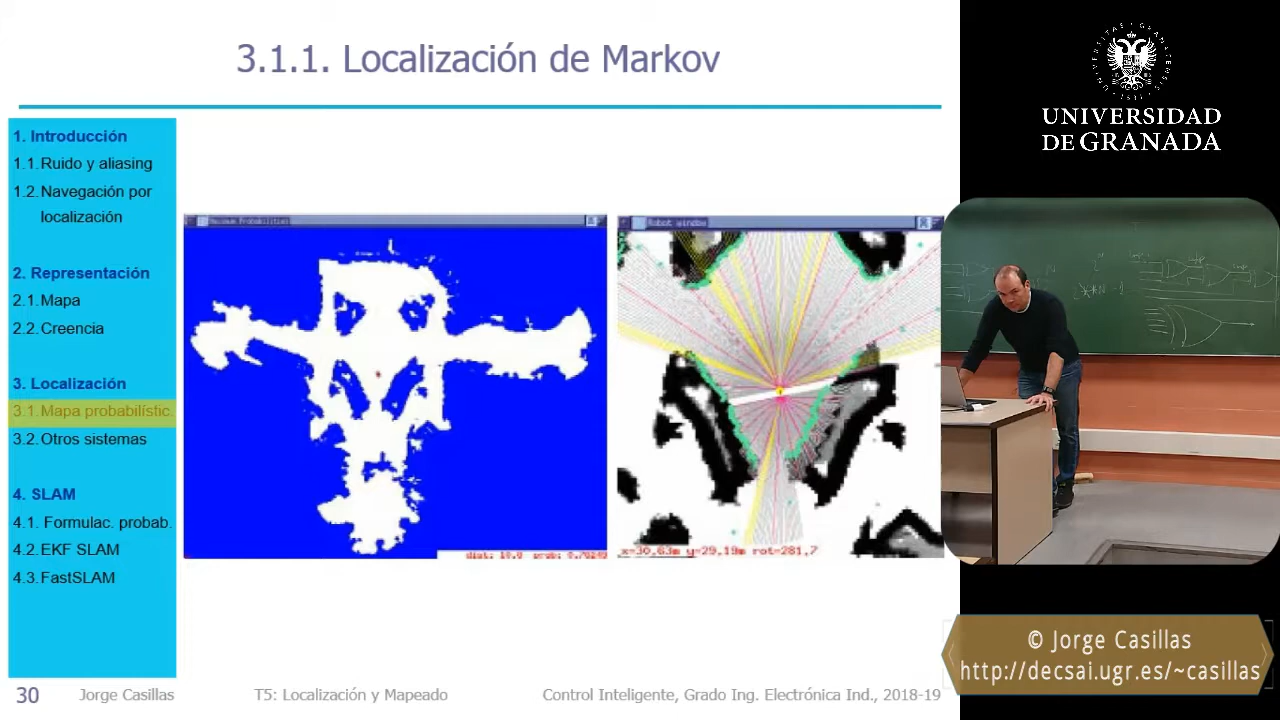 3.1.1. Localización de Markov
1. Introducción
1.1. Ruido y aliasing
1.2. Navegación por
localización
2. Representación
2.1. Mapa
2.2. Creencia
3. Localización
3.1. Mapa probabilístic.
3.2. Otros sistemas
4. SLAM
4.1. Formulac. probab.
4.2. EKF SLAM
4.3. FastSLAM
Robot window
x=30,63m y=29,19m rot=281,7
30
Jorge Casillas
T5: Localización y Mapeado
Control Inteligente, Grado Ing. Electrónica Ind., 2018-19
UNIVERSIDAD
DE GRANADA
© Jorge Casillas
http://decsai.ugr.es/~casillas